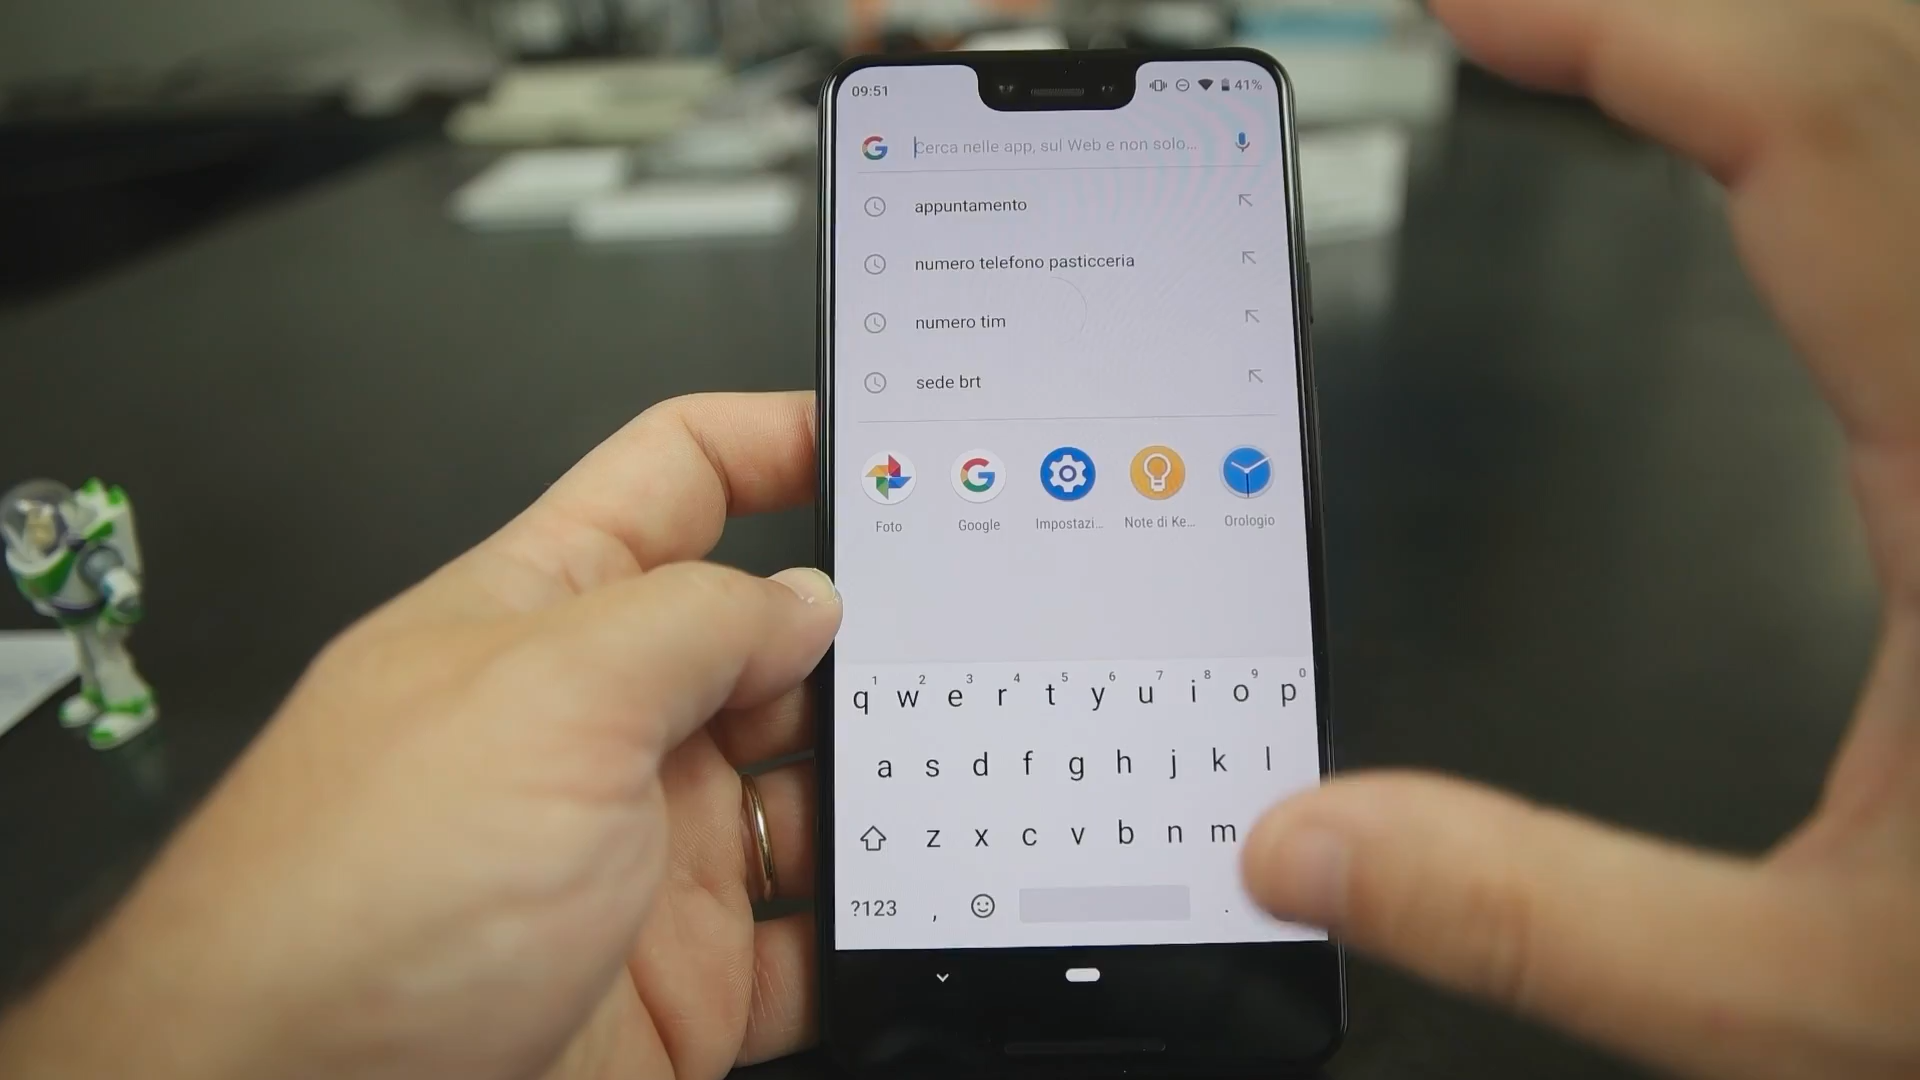 09:51
41%
Cerca nelle app, sul Web e non solo...
appuntamento
numero telefono pasticceria
numero tim
sede brt
Foto Google Impostazi... Note di Ke... Orologio
1 2 3 4 5 6 7 8 9 0
q w e r t y u i o p
a s d f g h j k l
z x c v b n m
?123 , .